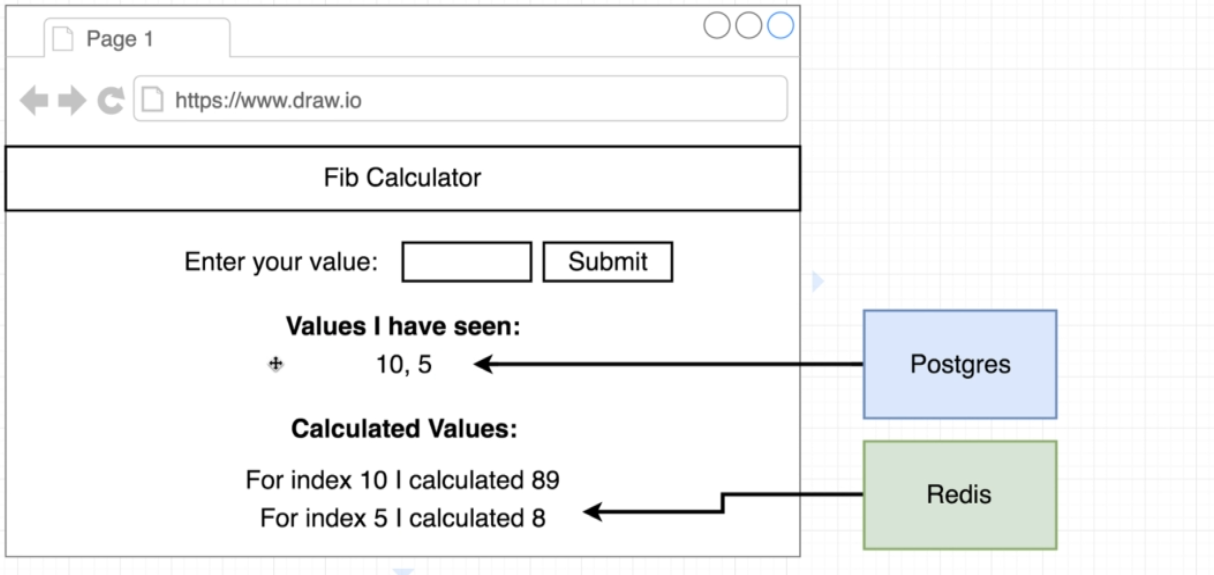 Page 1
https://www.draw.io
Fib Calculator
Enter your value: Submit
Values I have seen:
10, 5
Postgres
Calculated Values:
For index 10 I calculated 89
Redis
For index 5 I calculated 8